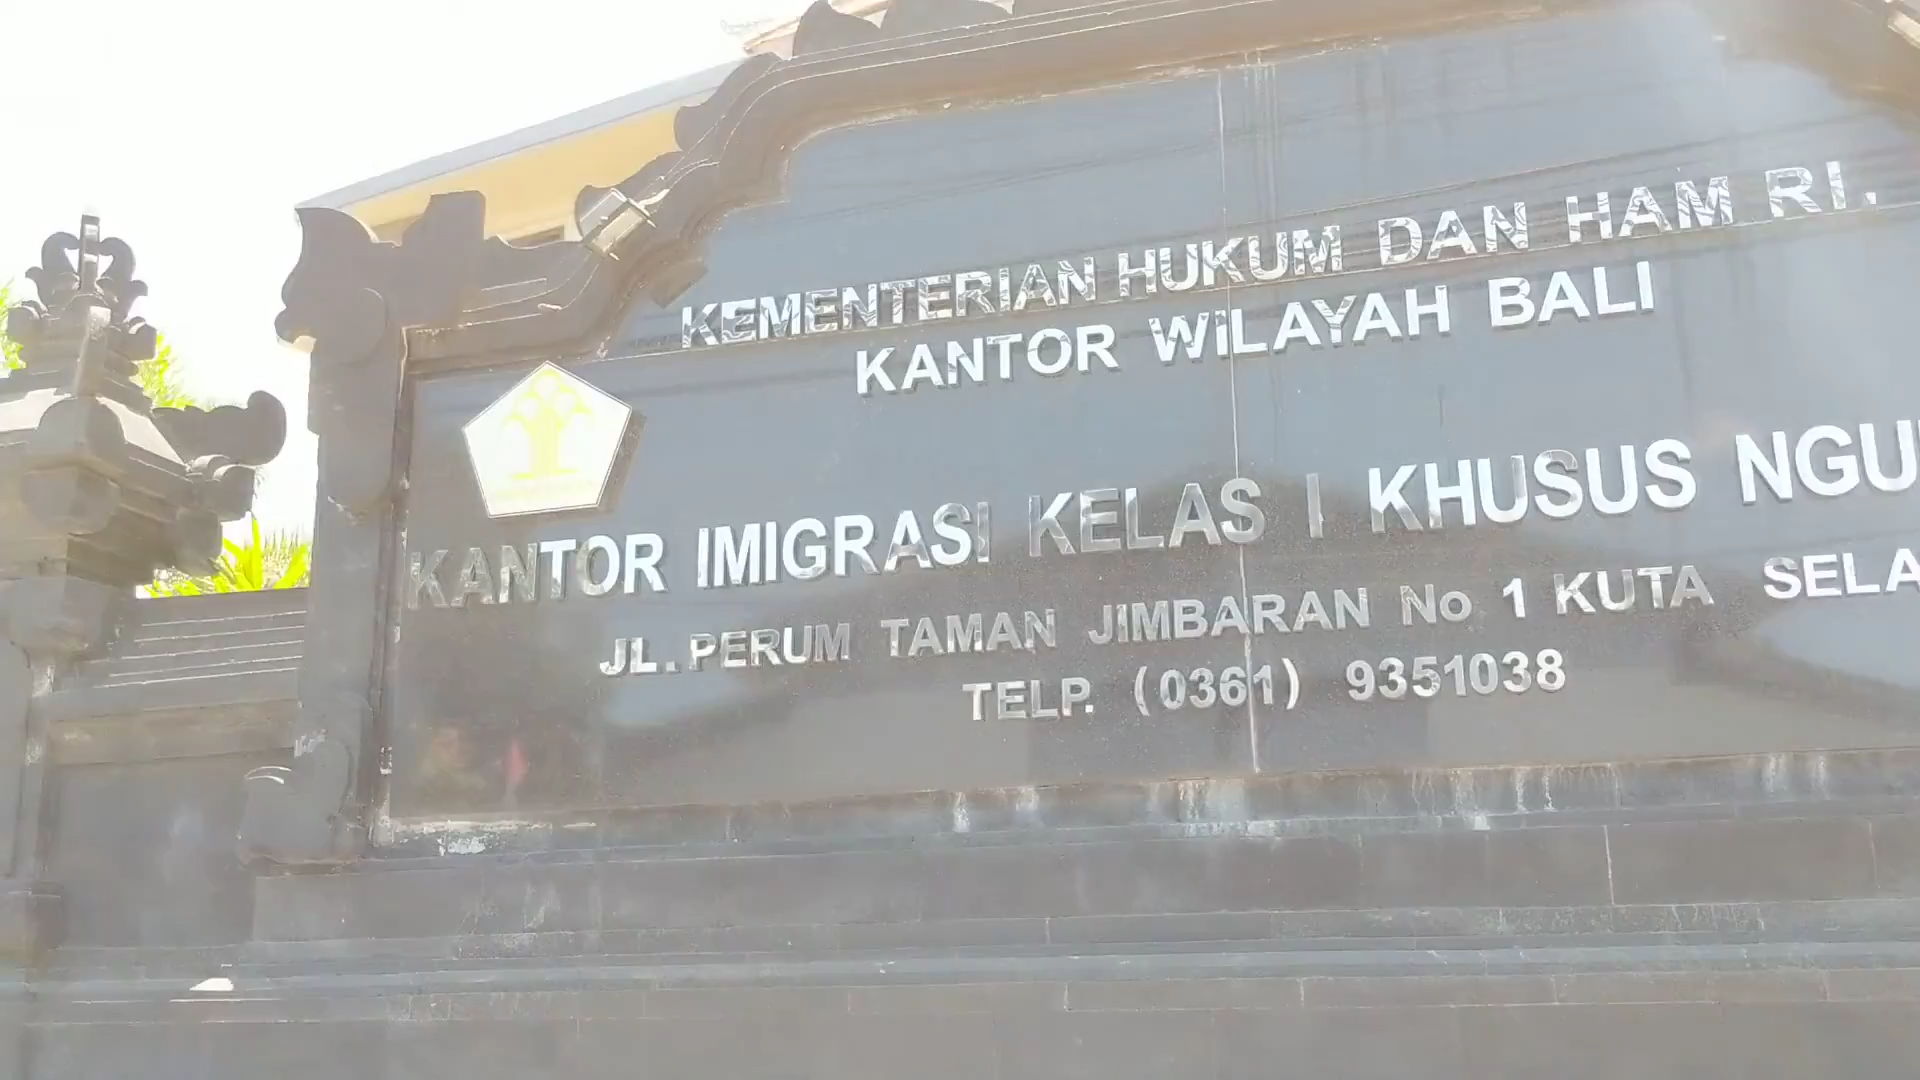 KEMENTERIAN HUKUM DAN HAM RI.
KANTOR WILAYAH BALI
KANTOR IMIGRASI KELAS I KHUSUS NGU
JL. PERUM TAMAN JIMBARAN No 1 KUTA SELA
TELP. (0361) 9351038